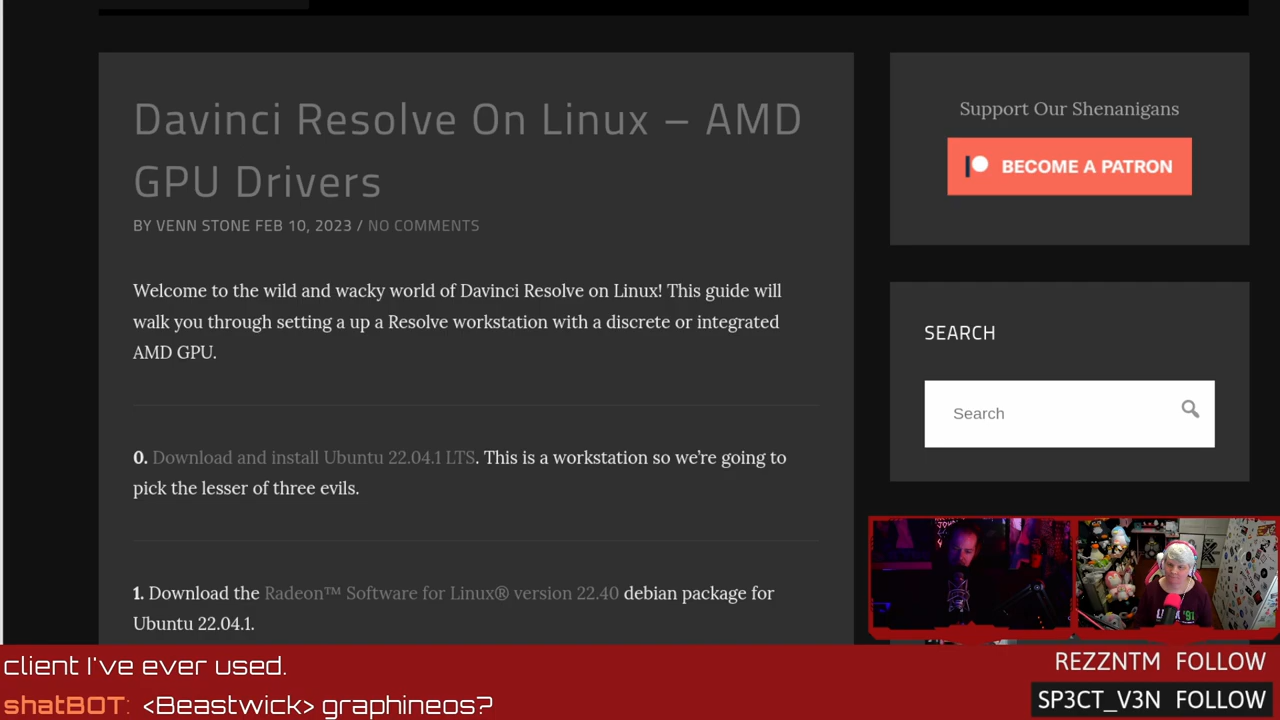 Davinci Resolve On Linux – AMD
GPU Drivers
BY VENN STONE FEB 10, 2023 / NO COMMENTS
Welcome to the wild and wacky world of Davinci Resolve on Linux! This guide will
walk you through setting a up a Resolve workstation with a discrete or integrated
AMD GPU.
0. Download and install Ubuntu 22.04.1 LTS. This is a workstation so we’re going to
pick the lesser of three evils.
1. Download the Radeon™ Software for Linux® version 22.40 debian package for
Ubuntu 22.04.1.
Support Our Shenanigans
BECOME A PATRON
SEARCH
Search
client I've ever used.
shatBOT: <Beastwick> graphineos?
REZZNTM FOLLOW
SP3CT_V3N FOLLOW